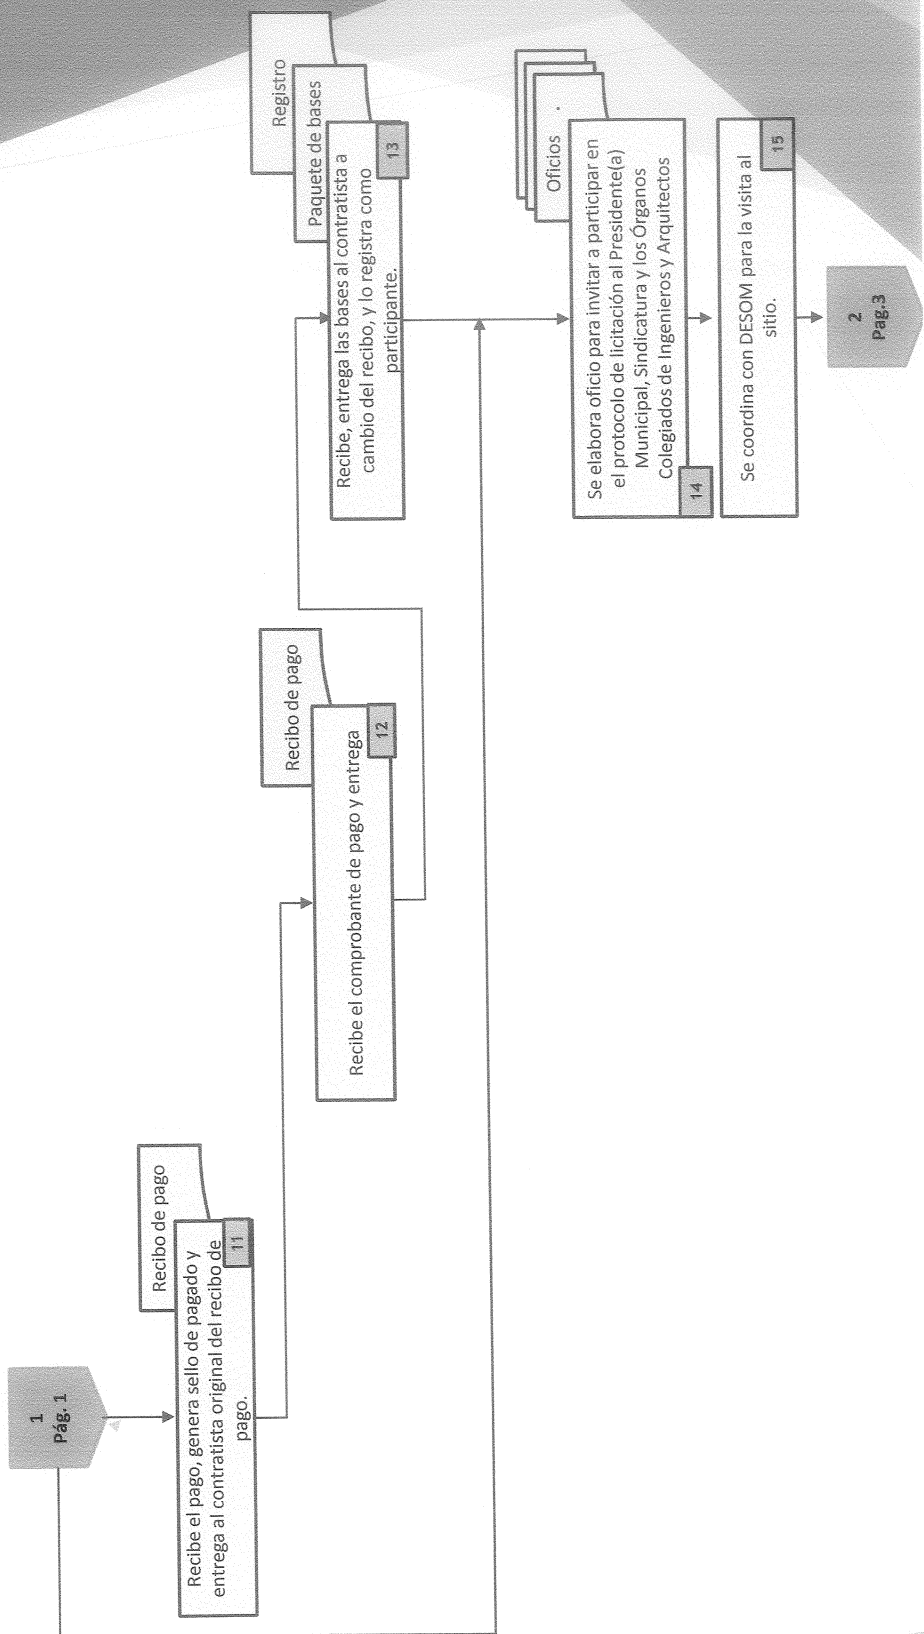 1
Pág. 1
Recibo de pago
Recibe el pago, genera sello de pagado y
entrega al contratista original del recibo de
pago.
11
Recibo de pago
Recibe el comprobante de pago y entrega
12
Registro
Paquete de bases
Recibe, entrega las bases al contratista a
cambio del recibo, y lo registra como
participante.
13
Oficios .
Se elabora oficio para invitar a participar en
el protocolo de licitación al Presidente(a)
Municipal, Sindicatura y los Órganos
Colegiados de Ingenieros y Arquitectos
14
Se coordina con DESOM para la visita al
sitio.
15
2
Pag.3